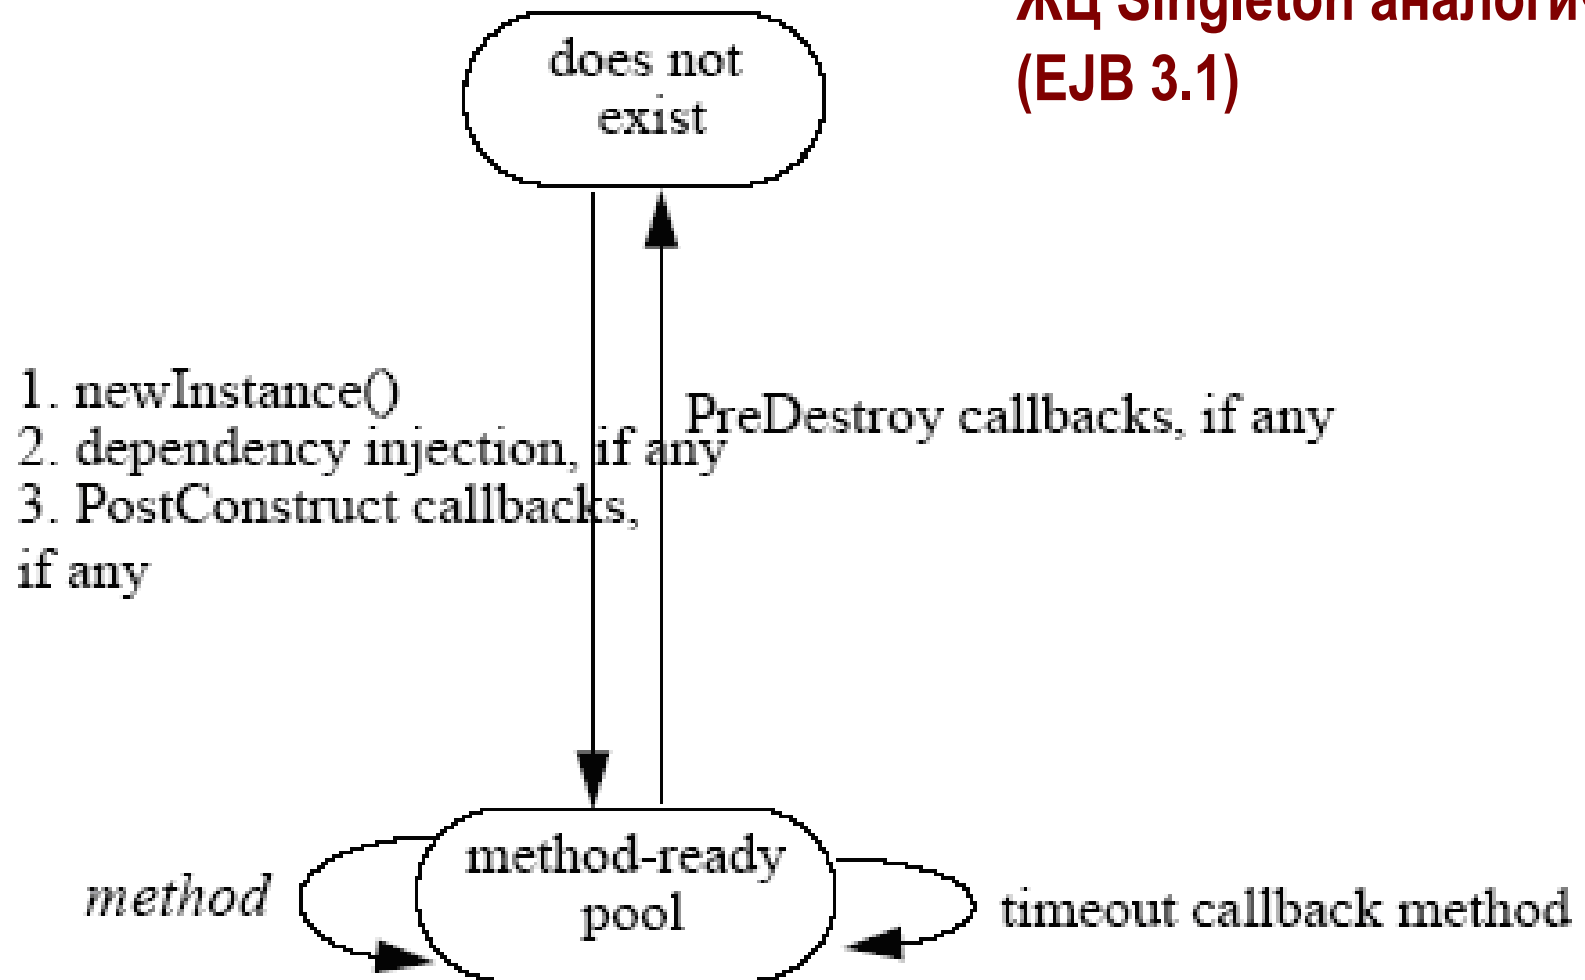 ЖЦ Singleton
(EJB 3.1)
does not
exist
1. newInstance()
2. dependency injection, if any
3. PostConstruct callbacks,
if any
PreDestroy callbacks, if any
method-ready
pool
method
timeout callback method